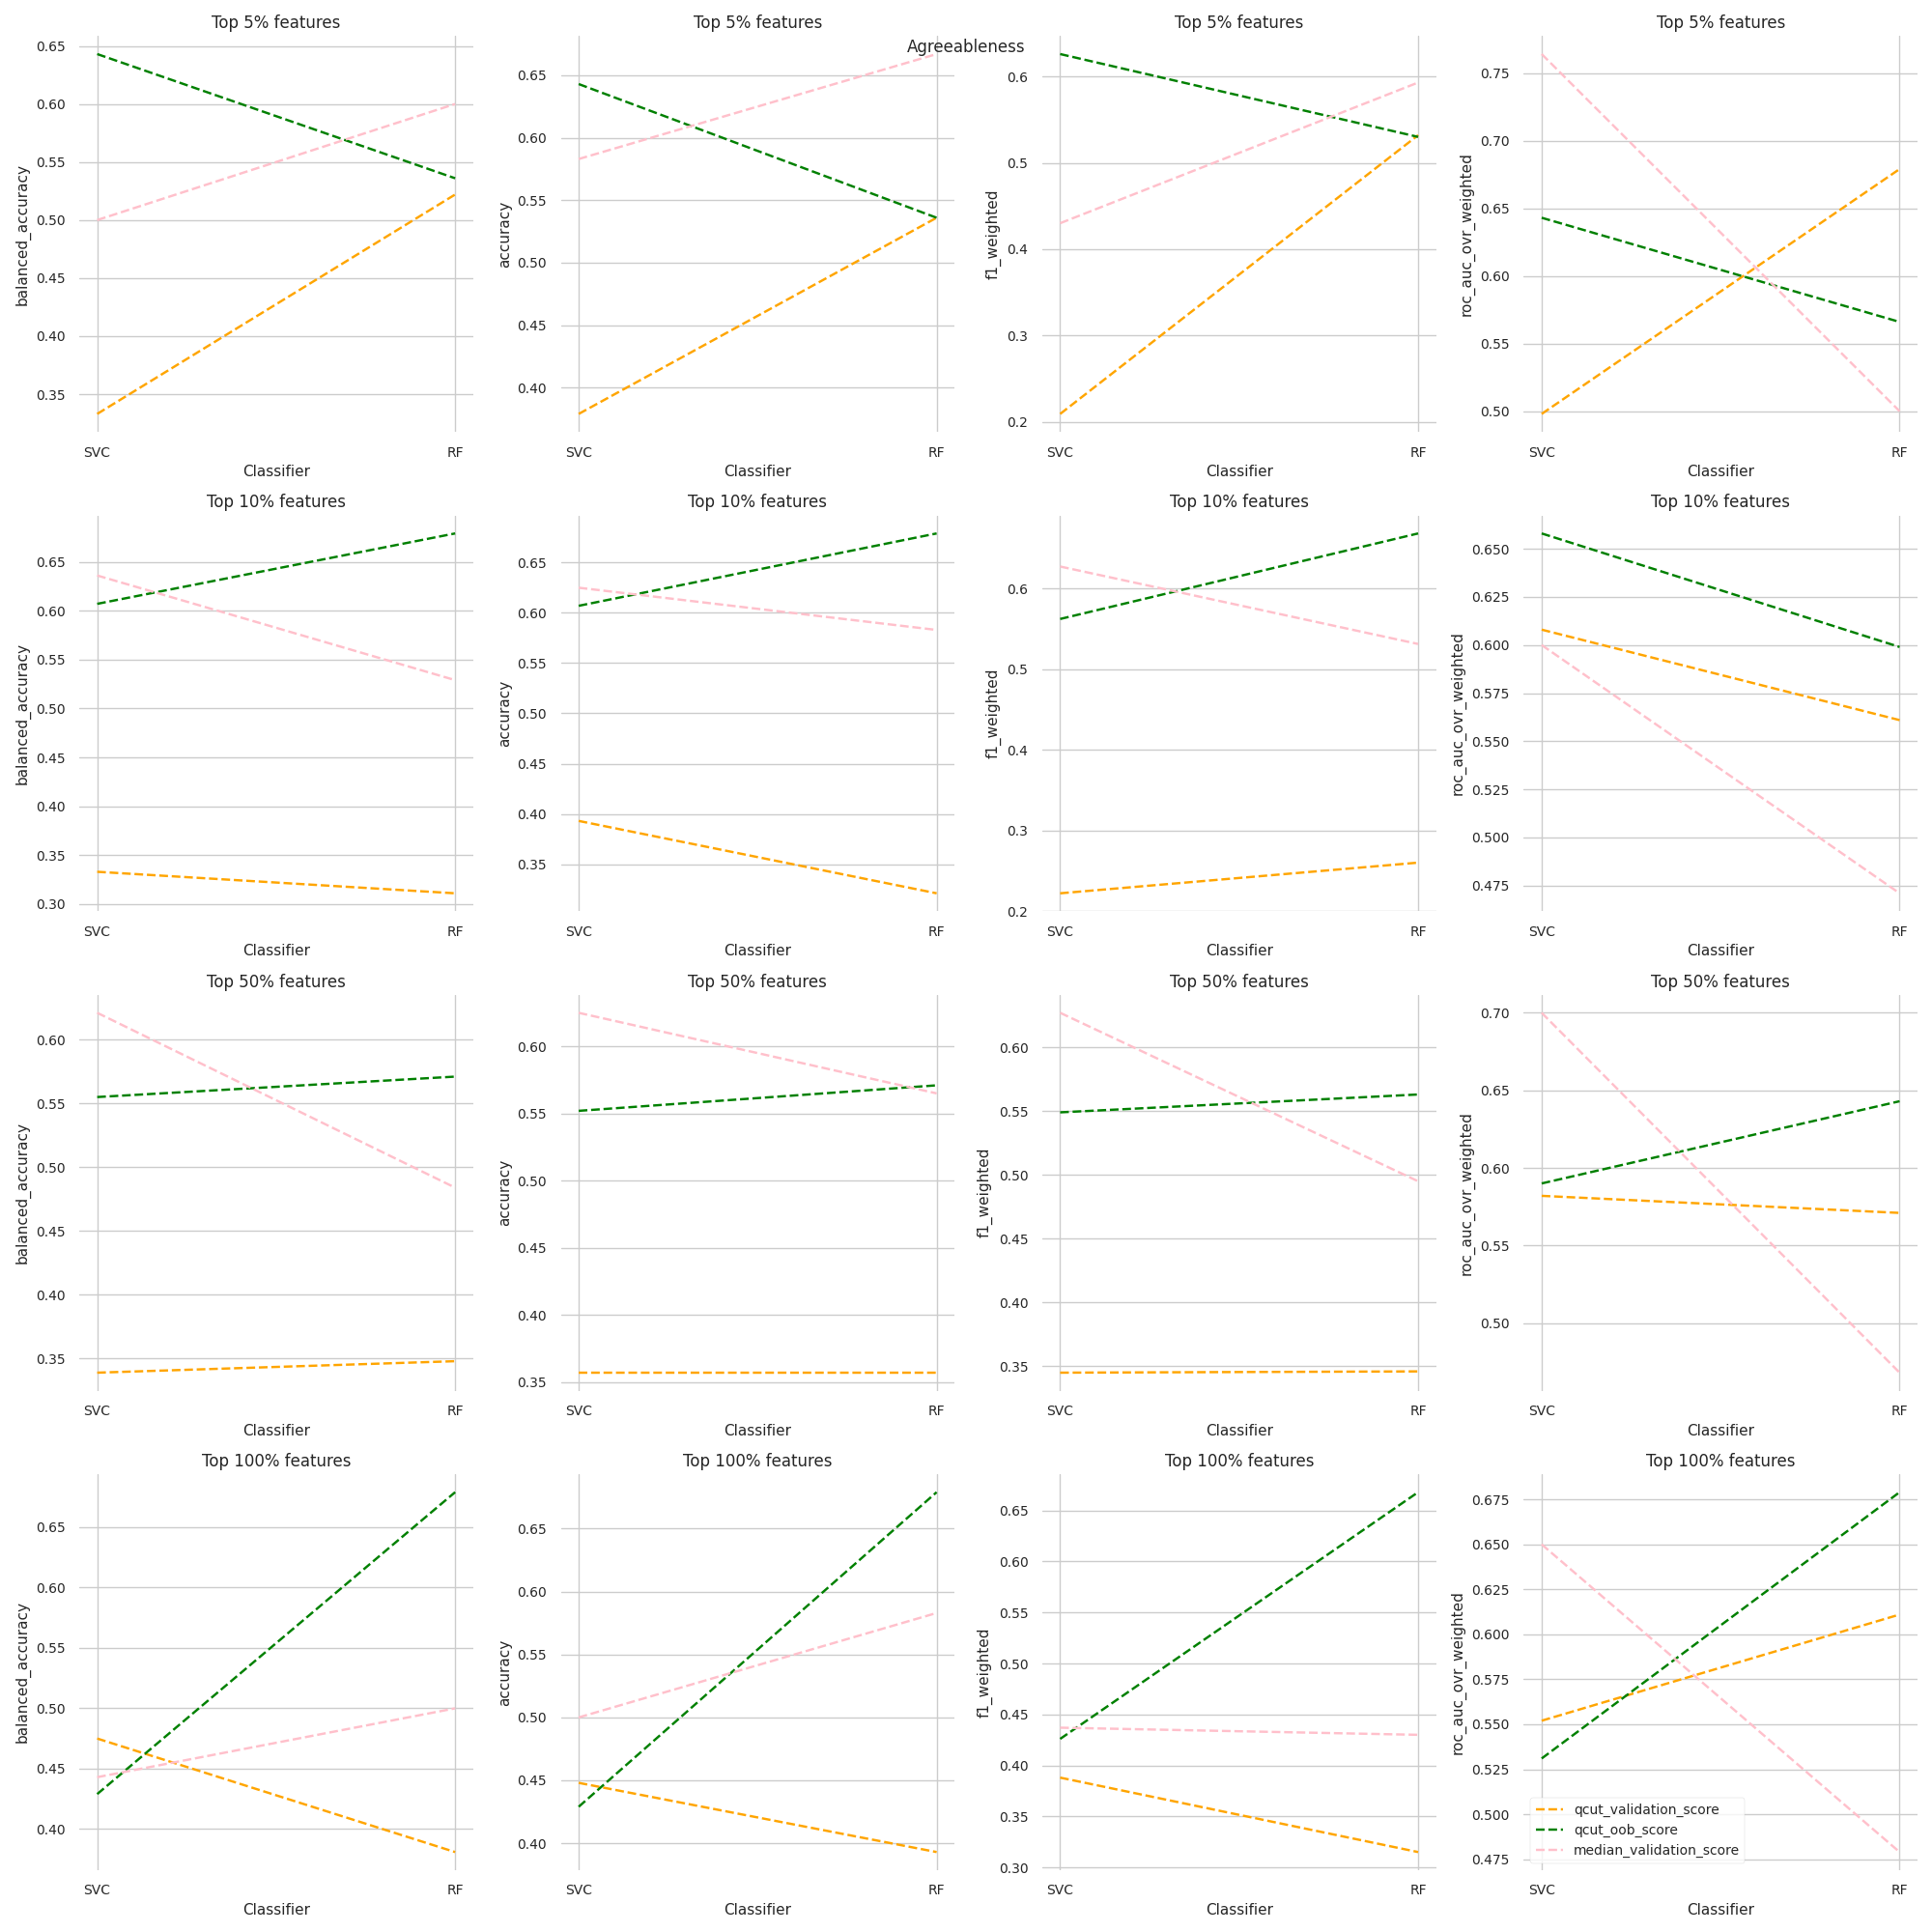 Agreeableness
Top 5% features
balanced_accuracy
0.65
0.60
0.55
0.50
0.45
0.40
0.35
SVC
RF
Classifier
Top 5% features
accuracy
0.65
0.60
0.55
0.50
0.45
0.40
SVC
RF
Classifier
Top 5% features
f1_weighted
0.6
0.5
0.4
0.3
0.2
SVC
RF
Classifier
Top 5% features
roc_auc_ovr_weighted
0.75
0.70
0.65
0.60
0.55
0.50
SVC
RF
Classifier
Top 10% features
balanced_accuracy
0.65
0.60
0.55
0.50
0.45
0.40
0.35
0.30
SVC
RF
Classifier
Top 10% features
accuracy
0.65
0.60
0.55
0.50
0.45
0.40
0.35
SVC
RF
Classifier
Top 10% features
f1_weighted
0.6
0.5
0.4
0.3
0.2
SVC
RF
Classifier
Top 10% features
roc_auc_ovr_weighted
0.650
0.625
0.600
0.575
0.550
0.525
0.500
0.475
SVC
RF
Classifier
Top 50% features
balanced_accuracy
0.60
0.55
0.50
0.45
0.40
0.35
SVC
RF
Classifier
Top 50% features
accuracy
0.60
0.55
0.50
0.45
0.40
0.35
SVC
RF
Classifier
Top 50% features
f1_weighted
0.60
0.55
0.50
0.45
0.40
0.35
SVC
RF
Classifier
Top 50% features
roc_auc_ovr_weighted
0.70
0.65
0.60
0.55
0.50
SVC
RF
Classifier
Top 100% features
balanced_accuracy
0.65
0.60
0.55
0.50
0.45
0.40
SVC
RF
Classifier
Top 100% features
accuracy
0.65
0.60
0.55
0.50
0.45
0.40
SVC
RF
Classifier
Top 100% features
f1_weighted
0.65
0.60
0.55
0.50
0.45
0.40
0.35
0.30
SVC
RF
Classifier
Top 100% features
roc_auc_ovr_weighted
0.675
0.650
0.625
0.600
0.575
0.550
0.525
0.500
0.475
qcut_validation_score
qcut_oob_score
median_validation_score
SVC
RF
Classifier